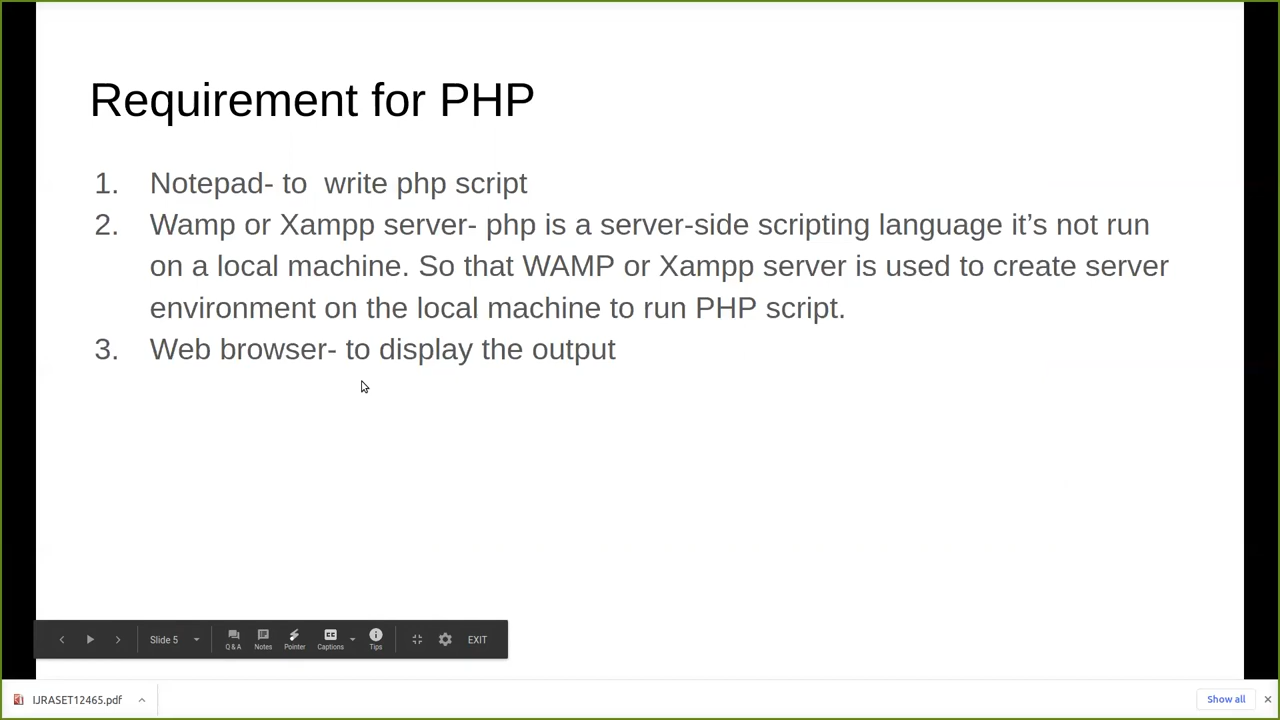 Requirement for PHP
1. Notepad- to  write php script
2. Wamp or Xampp server- php is a server-side scripting language it’s not run
on a local machine. So that WAMP or Xampp server is used to create server
environment on the local machine to run PHP script.
3. Web browser- to display the output
Slide 5
Q & A
Notes
Pointer
CC
Captions
Tips
EXIT
IJRASET12465.pdf
Show all